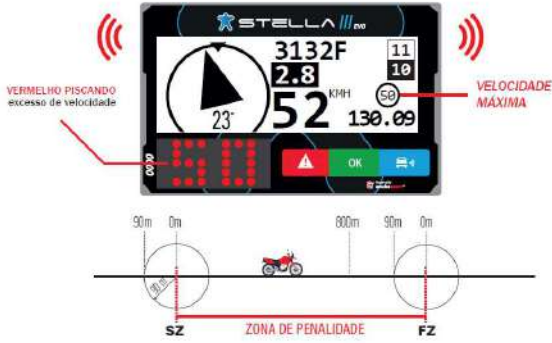 STELLA III EVO
3132F
11
2.8
10
52 KMH
50
23°
130.09
VERMELHO PISCANDO
excesso de velocidade
VELOCIDADE
MÁXIMA
50
OK
90m
0m
800m
90m
0m
90 m
SZ
ZONA DE PENALIDADE
FZ